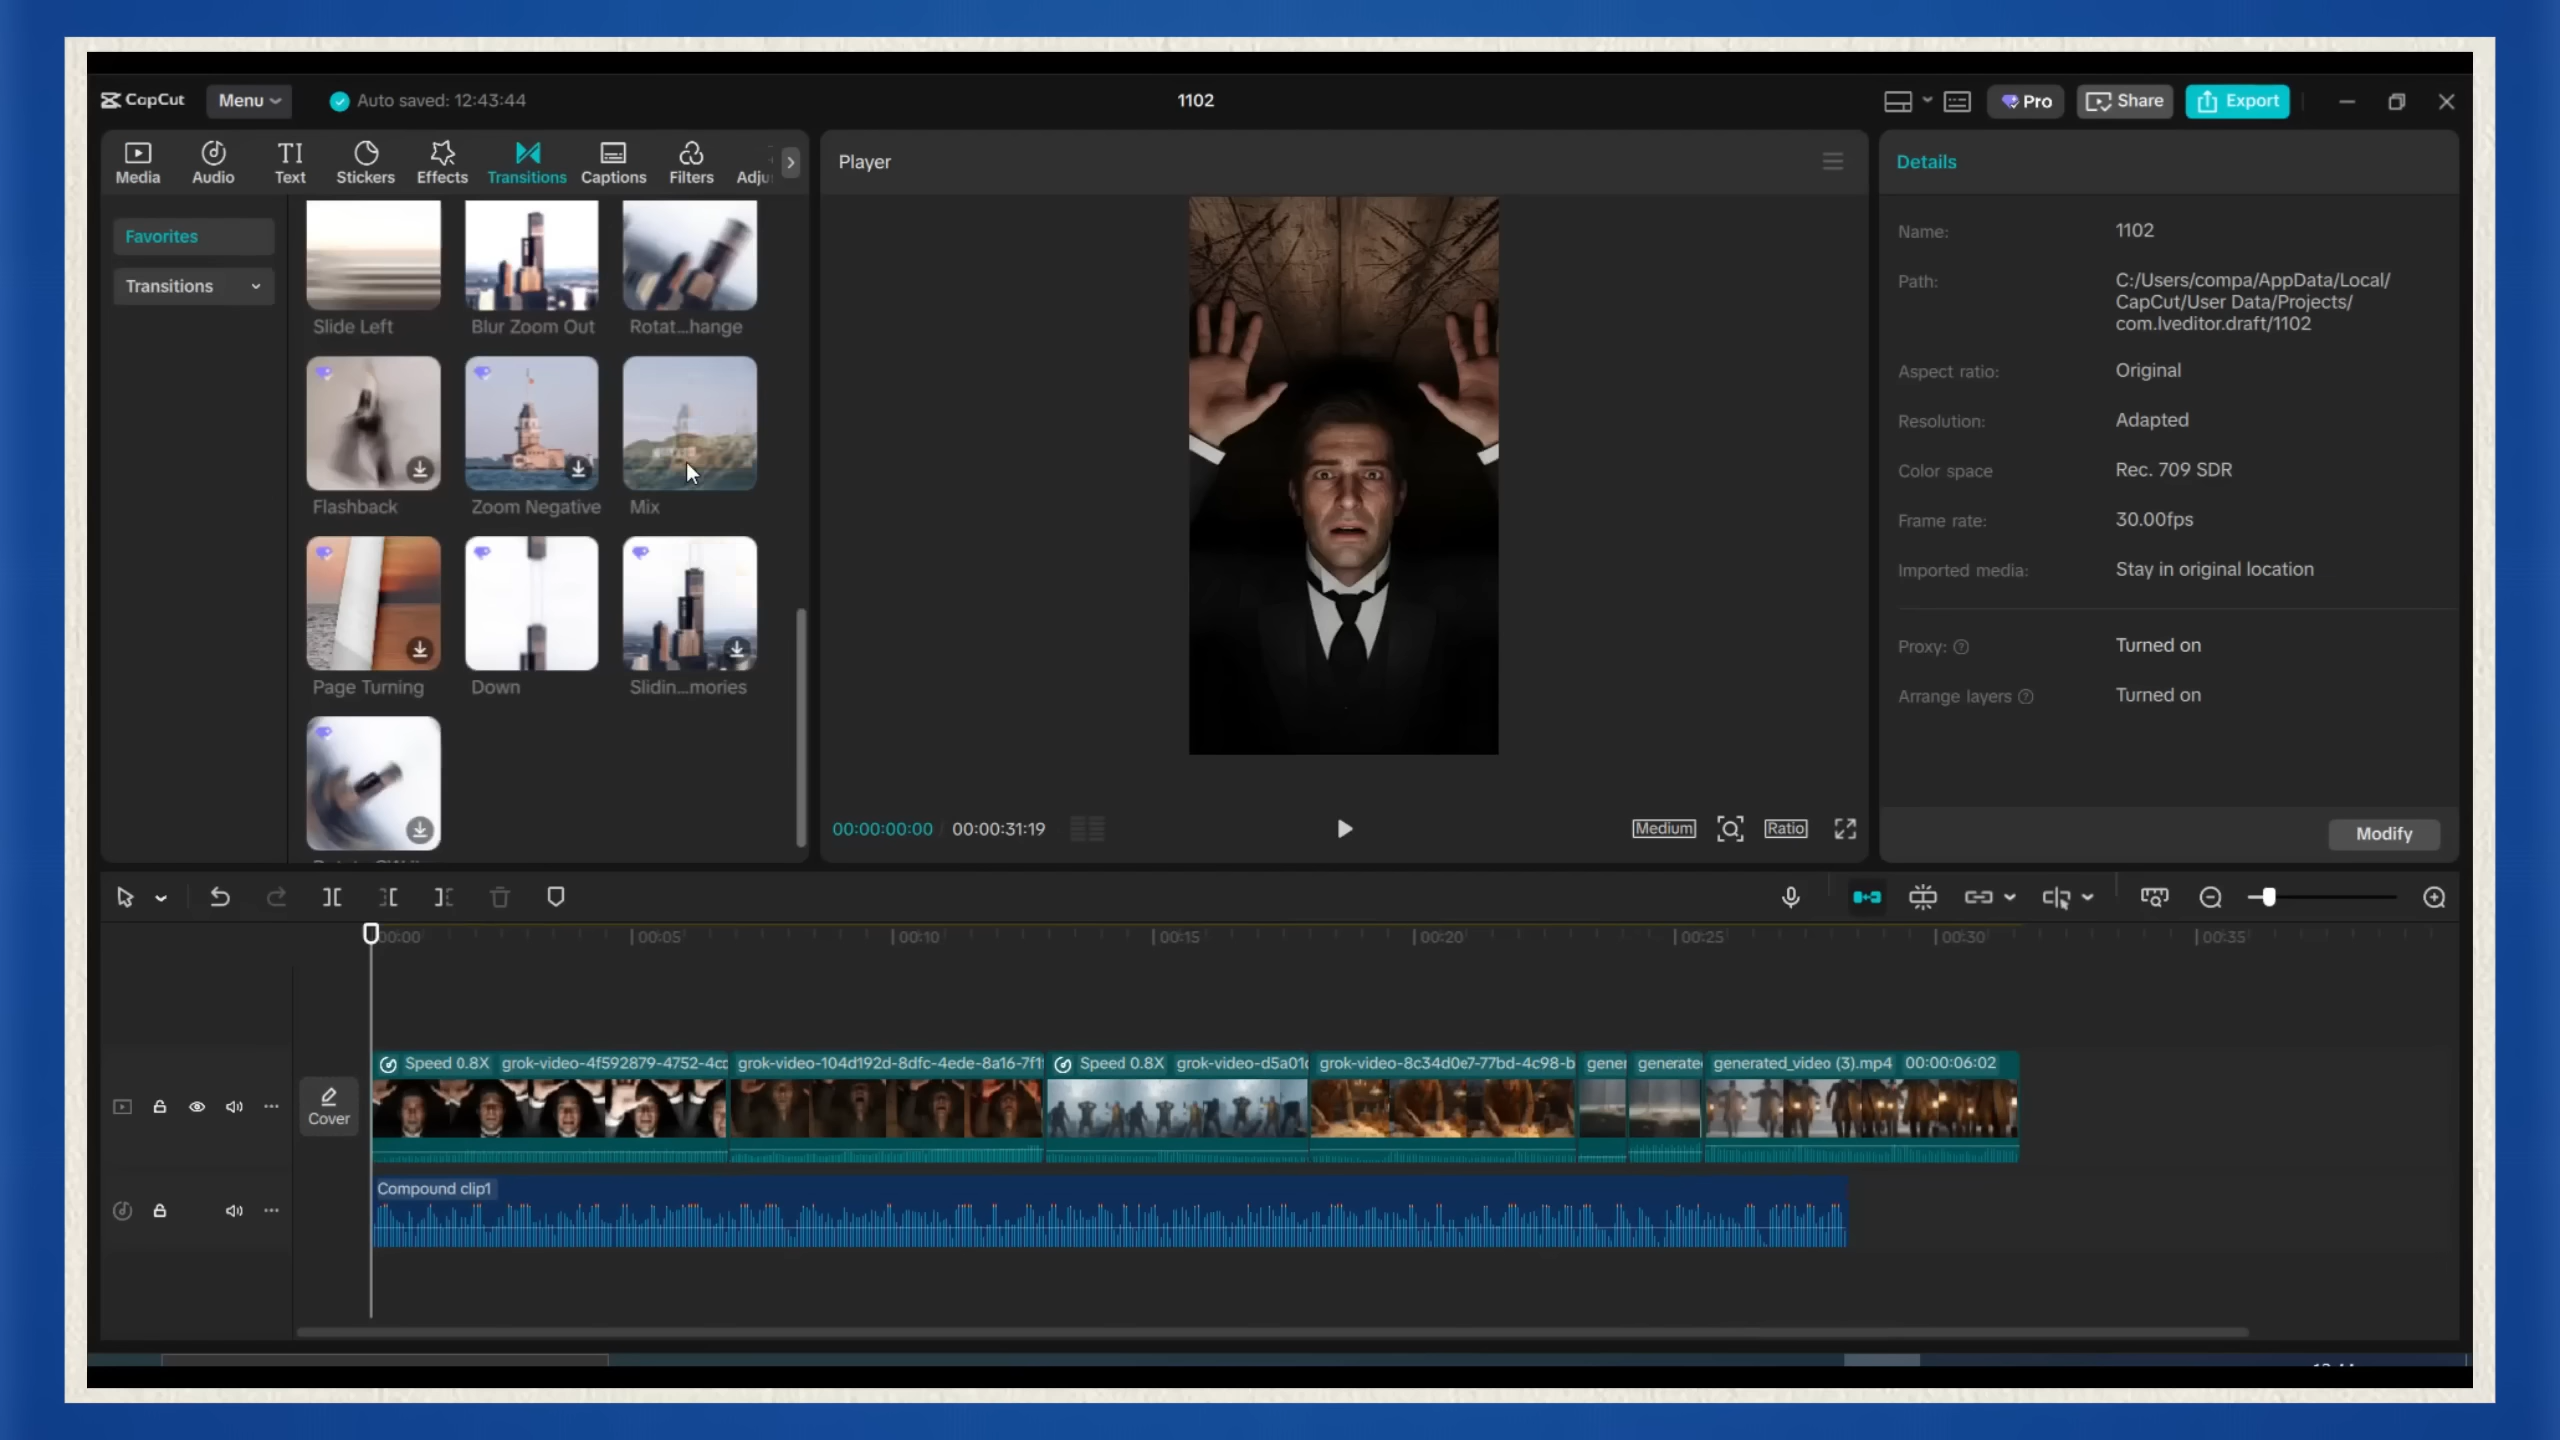 CapCut
Menu
Auto saved: 12:43:44
1102
Pro
Share
Export
Media
Audio
TI
Text
Stickers
Effects
Transitions
Captions
Filters
Favorites
Transitions
Slide Left
Blur Zoom Out
Rotat...hange
Flashback
Zoom Negative
Mix
Page Turning
Down
Slidin...mories
Player
00:00:00:00
00:00:31:19
Medium
Ratio
Details
Name:
1102
Path:
C:/Users/compa/AppData/Local/
CapCut/User Data/Projects/
com.lveditor.draft/1102
Aspect ratio:
Original
Resolution:
Adapted
Color space
Rec. 709 SDR
Frame rate:
30.00fps
Imported media:
Stay in original location
Proxy:
Turned on
Arrange layers
Turned on
Modify
00:00
00:05
00:10
00:15
00:20
00:25
00:30
00:35
Cover
Speed 0.8X grok-video-4f592879-4752-4cc
grok-video-104d192d-8dfc-4ede-8a16-7f1
Speed 0.8X grok-video-d5a01c
grok-video-8c34d0e7-77bd-4c98-b
gener
generate
generated_video (3).mp4 00:00:06:02
Compound clip1